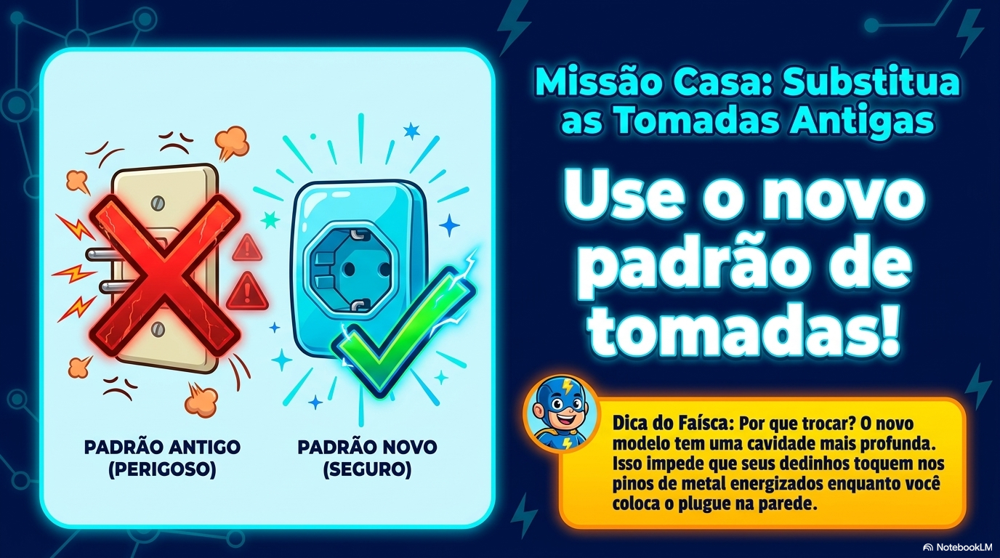 Missão Casa: Substitua
as Tomadas Antigas
Use o novo
padrão de
tomadas!
PADRÃO ANTIGO
(PERIGOSO)
PADRÃO NOVO
(SEGURO)
Dica do Faísca: Por que trocar? O novo
modelo tem uma cavidade mais profunda.
Isso impede que seus dedinhos toquem nos
pinos de metal energizados enquanto você
coloca o plugue na parede.
NotebookLM